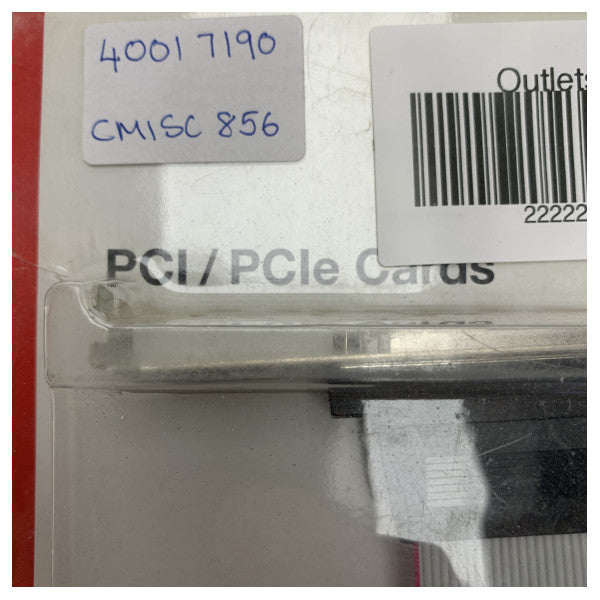 40017190
CMISC 856
Outlets
22222
PCI / PCIe Cards